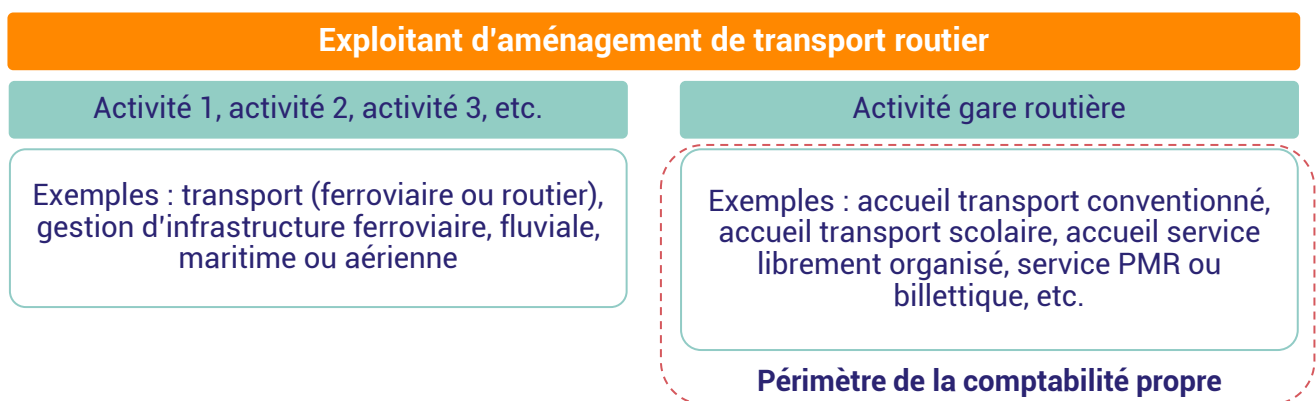 Exploitant d'aménagement de transport routier
Activité 1, activité 2, activité 3, etc.
Exemples : transport (ferroviaire ou routier),
gestion d'infrastructure ferroviaire, fluviale,
maritime ou aérienne
Activité gare routière
Exemples : accueil transport conventionné,
accueil transport scolaire, accueil service
librement organisé, service PMR ou
billettique, etc.
Périmètre de la comptabilité propre